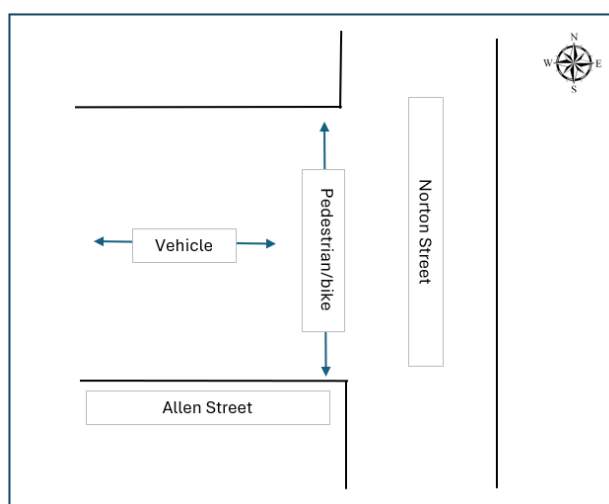 N
W
E
S
Pedestrian/bike
Norton Street
Vehicle
Allen Street